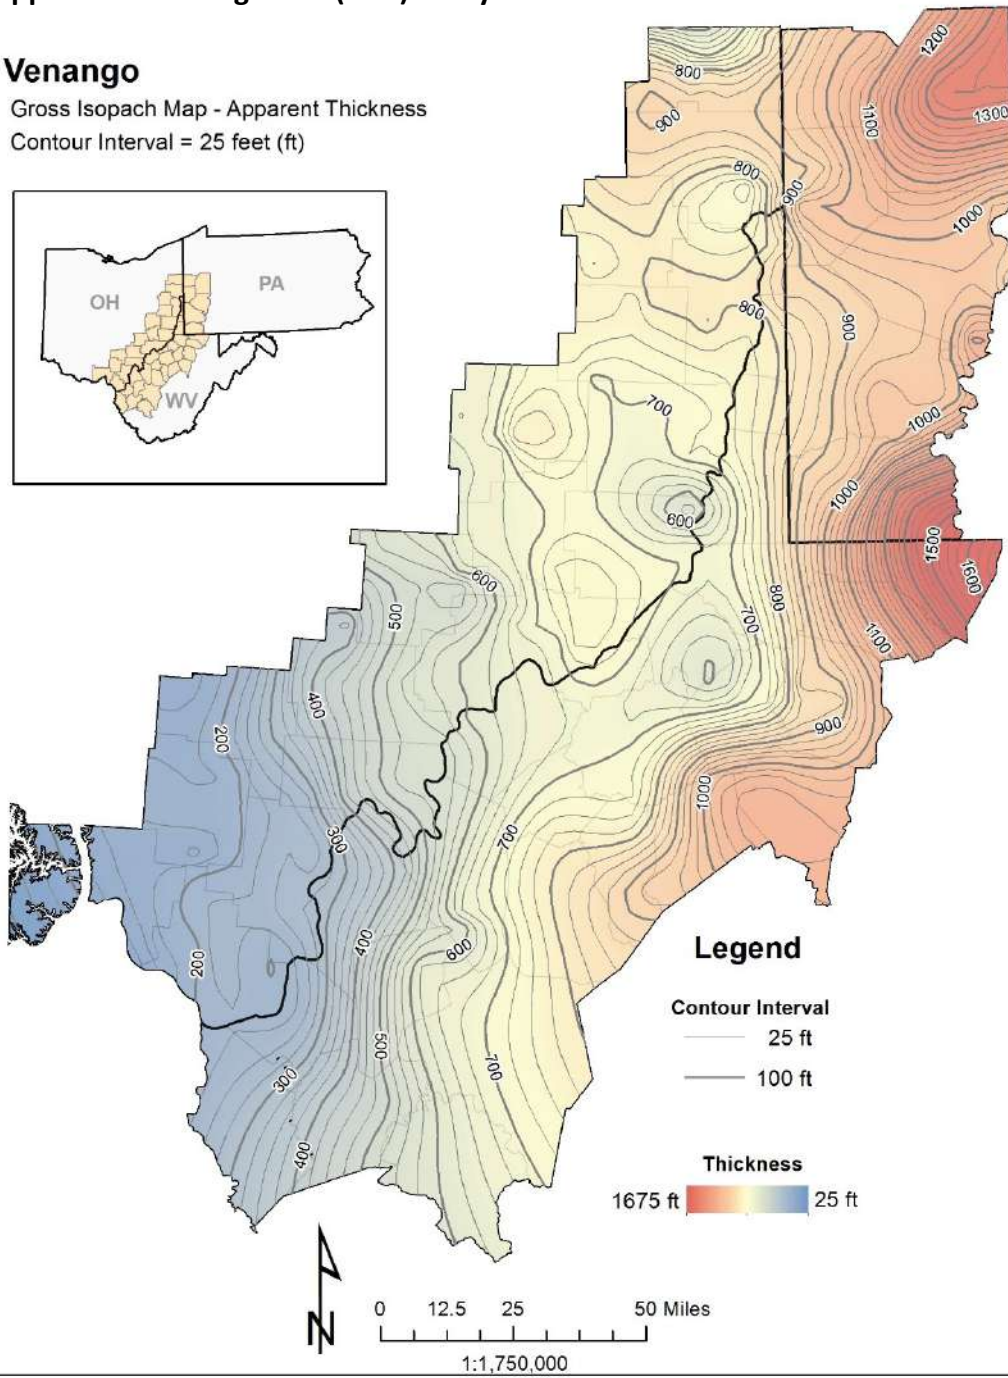 Venango
Gross Isopach Map - Apparent Thickness
Contour Interval = 25 feet (ft)
OH
PA
WV
1200
800
900
1100
1300
800
900
1000
800
900
700
1000
1000
600
1500
1600
600
500
800
700
1100
400
200
900
1000
300
700
400
600
200
500
700
300
400
Legend
Contour Interval
25 ft
100 ft
Thickness
1675 ft
25 ft
N
0 12.5 25 50 Miles
1:1,750,000